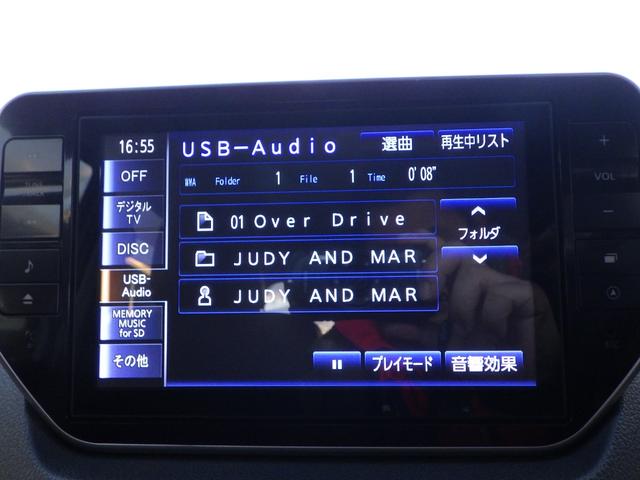 16:55
USB-Audio
選曲
再生中リスト
OFF
WMA Folder 1 File 1 Time 0'08"
デジタル
TV
01 Over Drive
フォルダ
DISC
JUDY AND MAR
USB-
Audio
JUDY AND MAR
MEMORY
MUSIC
for SD
その他
プレイモード
音響効果
+
VOL
−